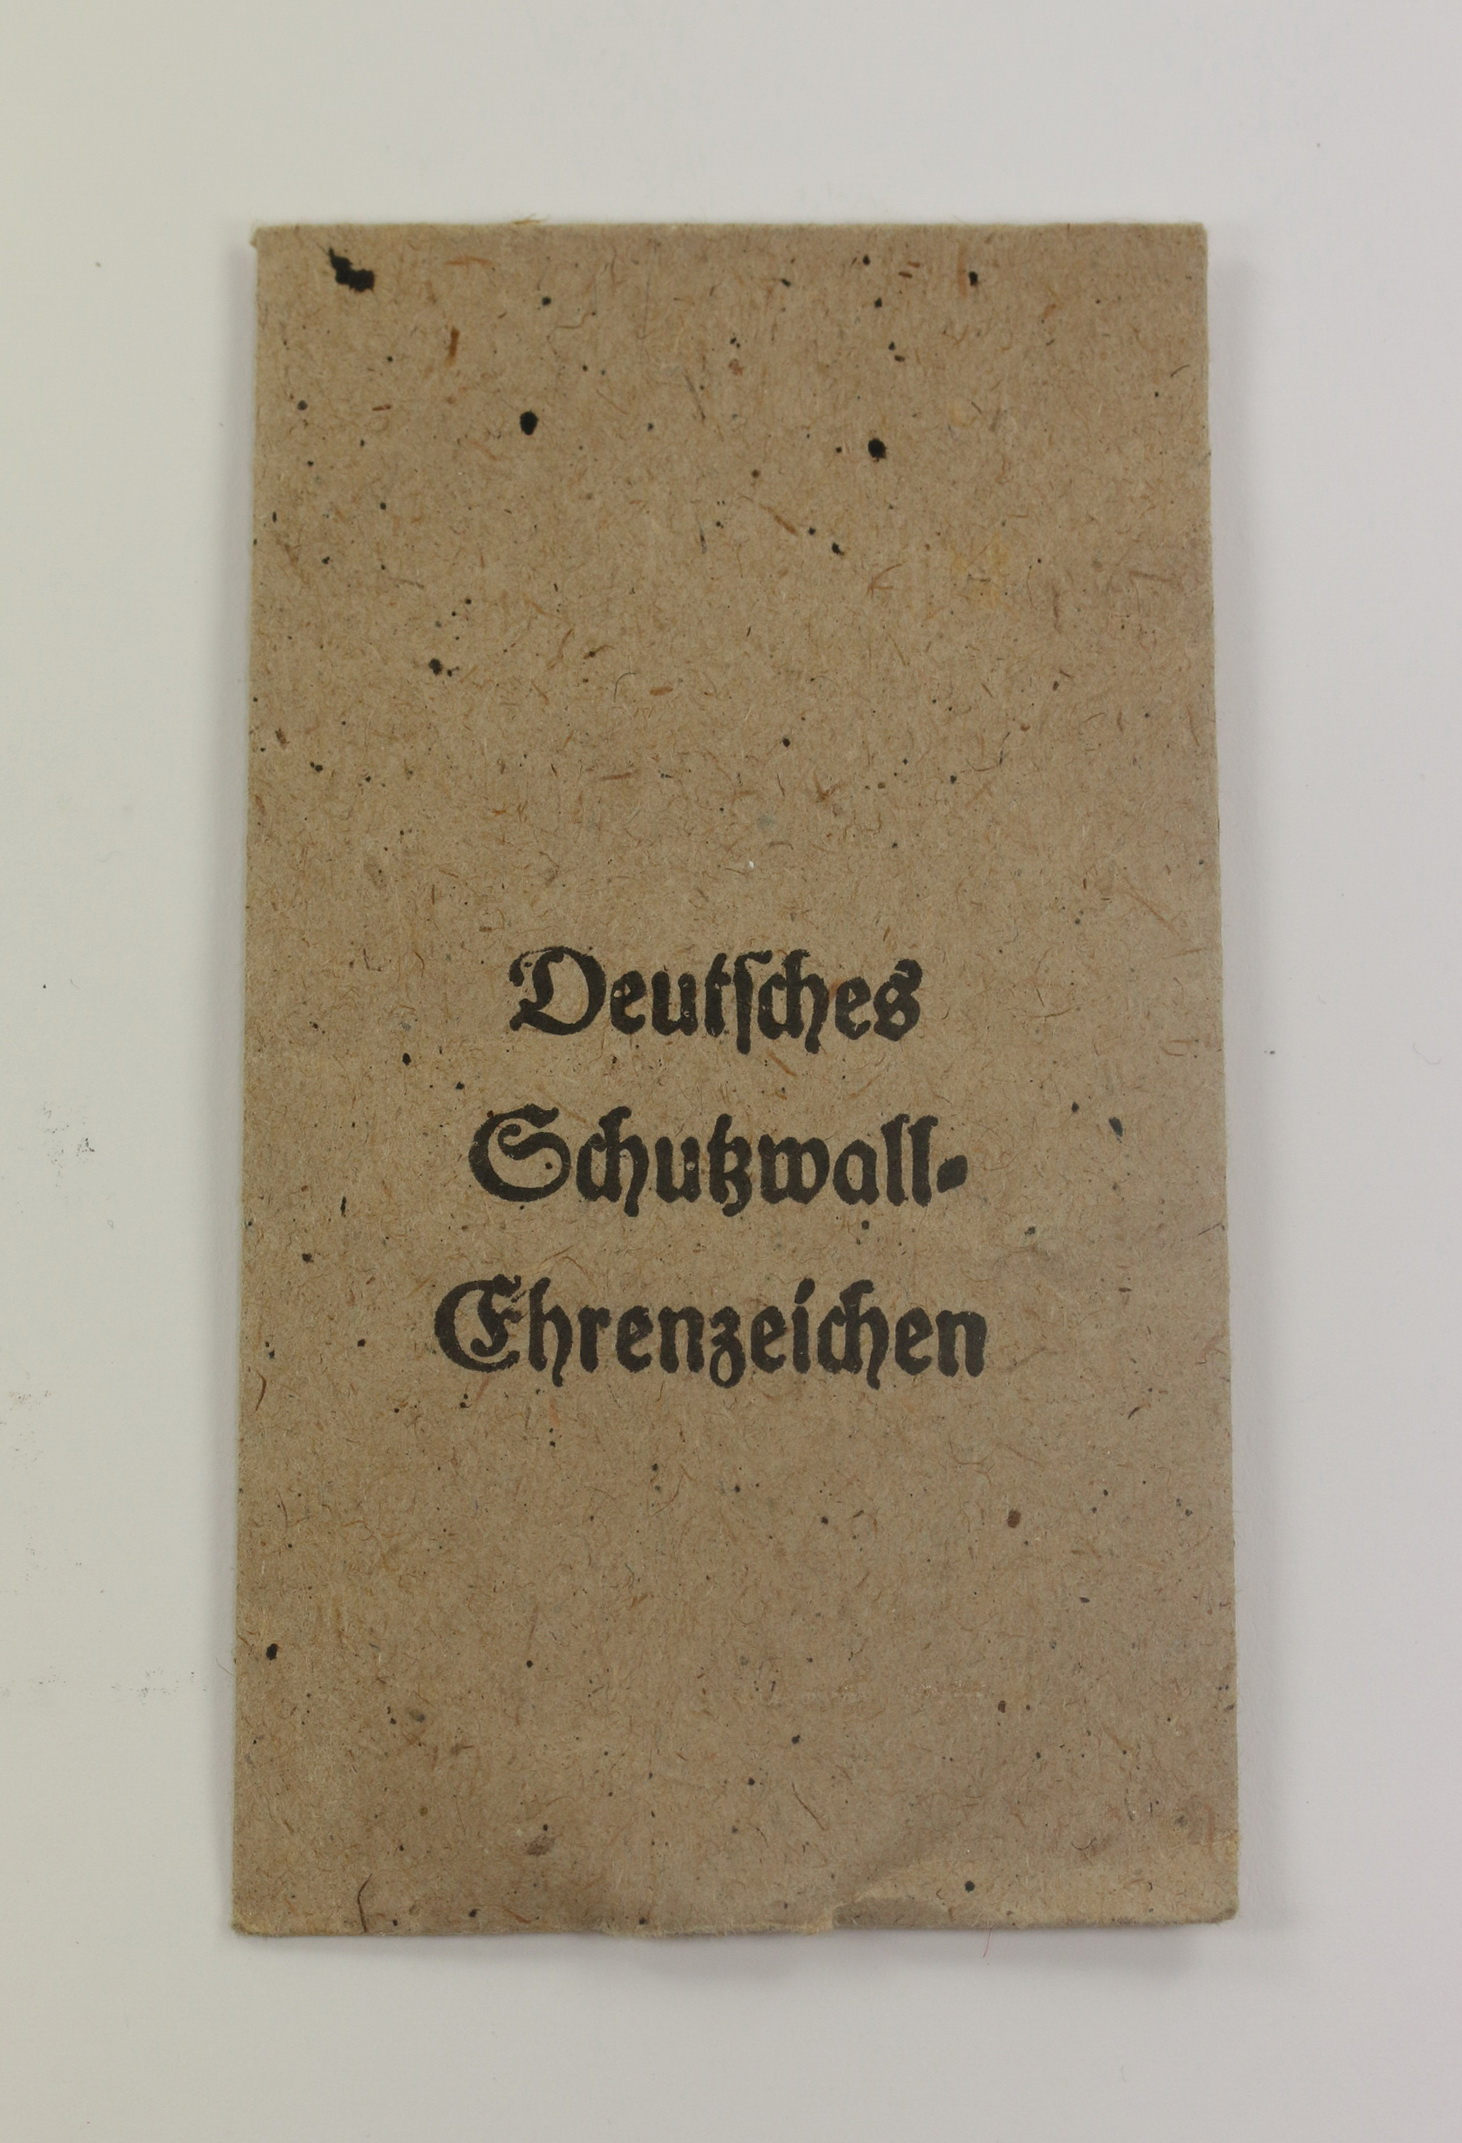 Deutſches
Schutzwall-
Ehrenzeichen